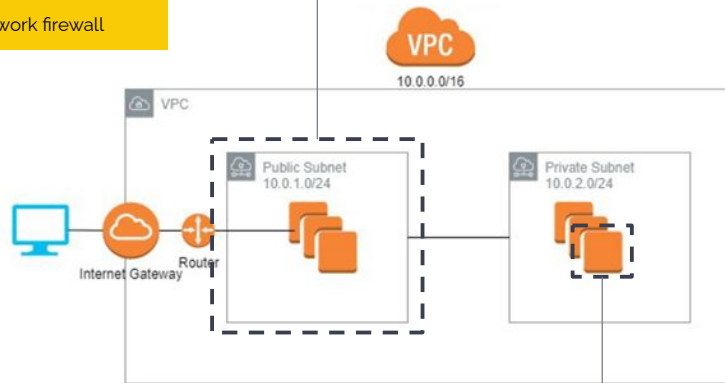 work firewall
VPC
10.0.0.0/16
VPC
Public Subnet
10.0.1.0/24
Private Subnet
10.0.2.0/24
Internet Gateway
Router